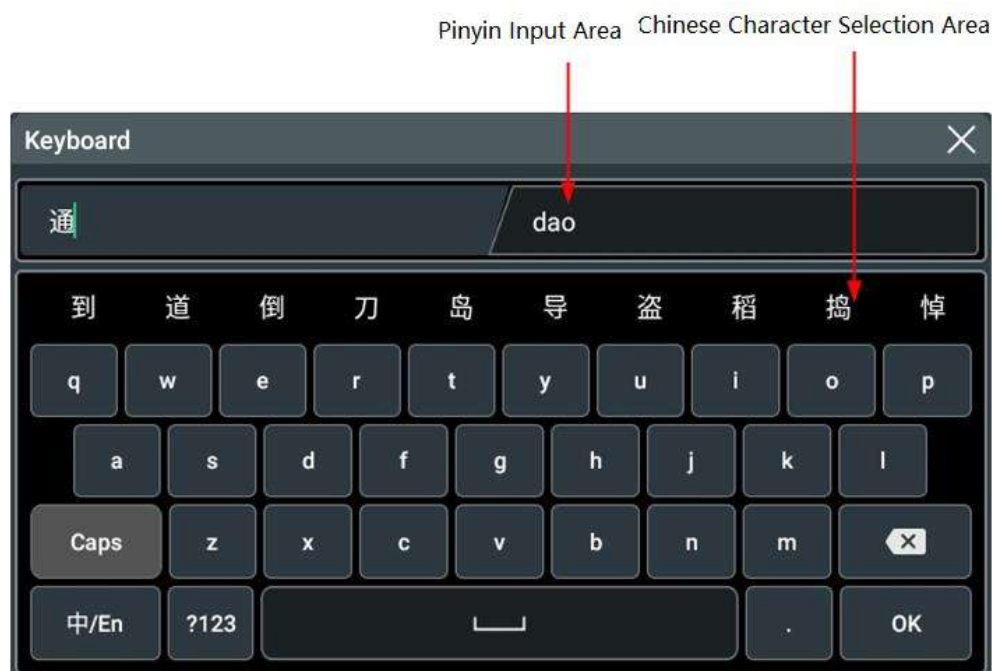 Pinyin Input Area Chinese Character Selection Area
Keyboard
通 dao
到 道 倒 刀 岛 导 盗 稻 捣 悼
q w e r t y u i o p
a s d f g h j k l
Caps z x c v b n m
中/En ?123 . OK